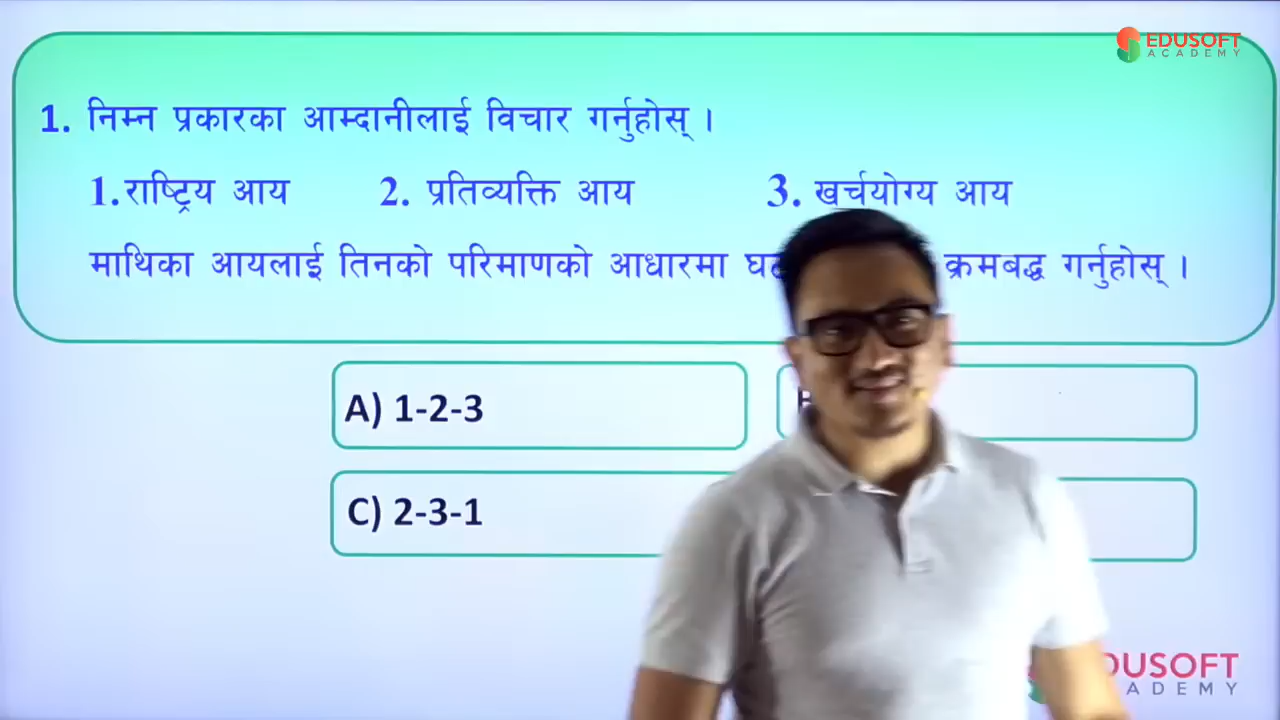 EDUSOFT
ACADEMY
1. निम्न प्रकारका आम्दानीलाई विचार गर्नुहोस् ।
1.राष्ट्रिय आय 2. प्रतिव्यक्ति आय 3. खर्चयोग्य आय
माथिका आयलाई तिनको परिमाणको आधारमा क्रमबद्ध गर्नुहोस् ।
A) 1-2-3
C) 2-3-1